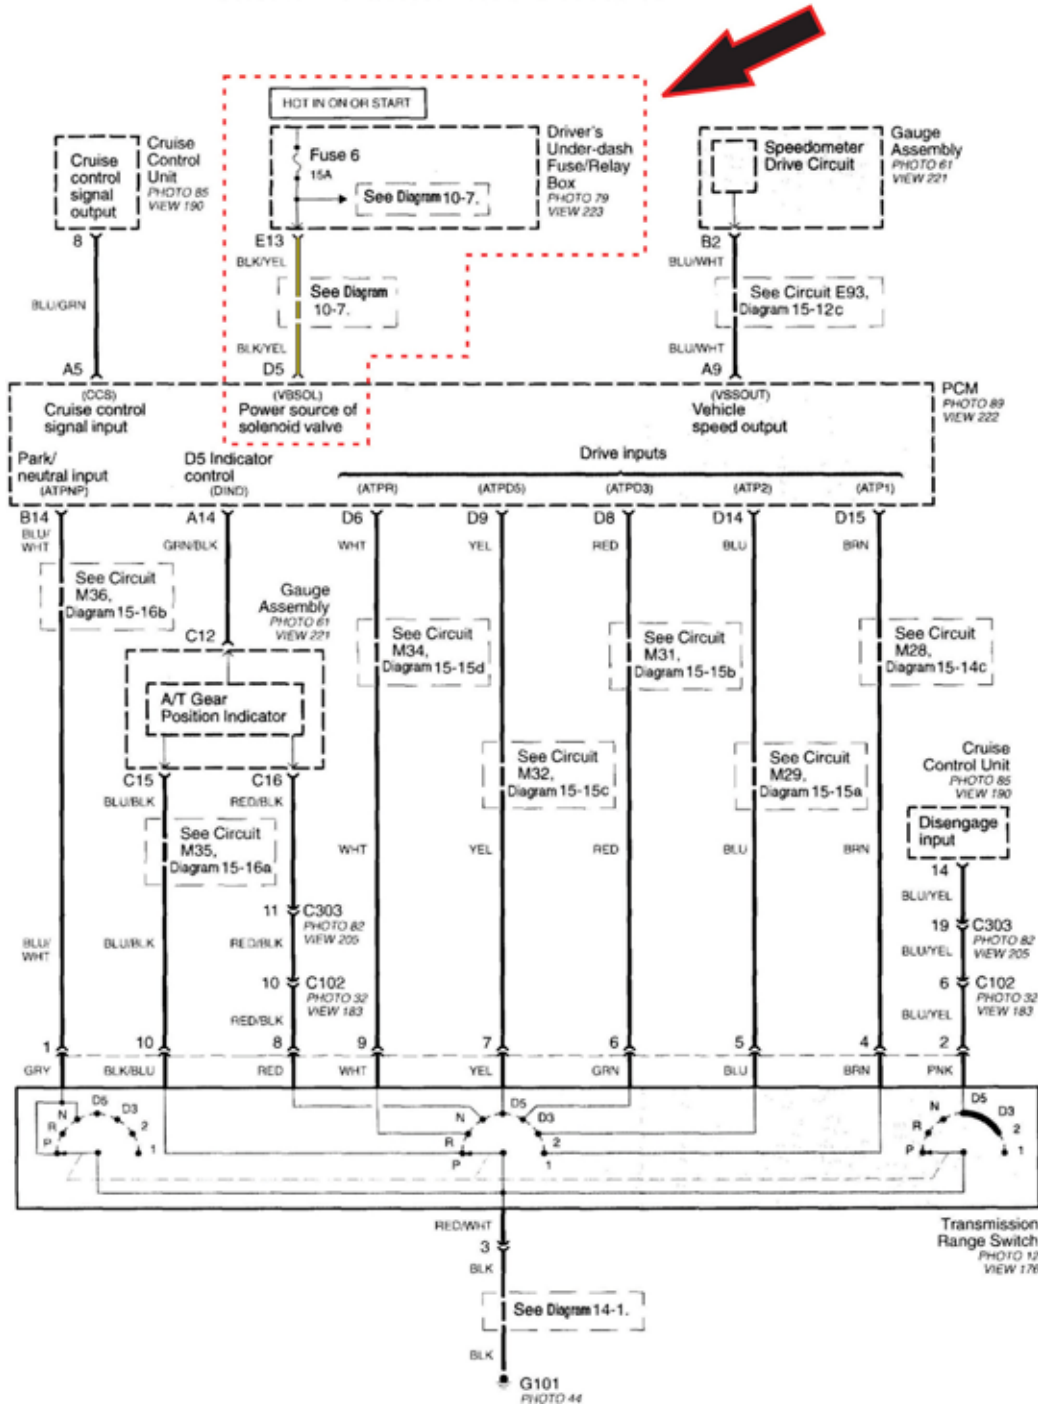 HOT IN ON OR START
Cruise
control
signal
output
Cruise
Control
Unit
PHOTO 85
VIEW 190
Fuse 6
15A
See Diagram 10-7.
Driver's
Under-dash
Fuse/Relay
Box
PHOTO 79
VIEW 223
Speedometer
Drive Circuit
Gauge
Assembly
PHOTO 61
VIEW 221
8
E13
B2
BLK/YEL
BLU/WHT
BLU/GRN
See Diagram
10-7.
See Circuit E93,
Diagram 15-12c
BLK/YEL
BLU/WHT
A5
D5
A9
(CCS)
Cruise control
signal input
(VBSOL)
Power source of
solenoid valve
(VSSOUT)
Vehicle
speed output
PCM
PHOTO 89
VIEW 222
Park/
neutral input
(ATPNP)
D5 Indicator
control
(DIND)
Drive inputs
(ATPR)
(ATPD5)
(ATPD3)
(ATP2)
(ATP1)
B14
A14
D6
D9
D8
D14
D15
BLU/
WHT
GRN/BLK
WHT
YEL
RED
BLU
BRN
See Circuit
M36,
Diagram 15-16b
Gauge
Assembly
PHOTO 61
VIEW 221
C12
See Circuit
M34,
Diagram 15-15d
See Circuit
M31,
Diagram 15-15b
See Circuit
M28,
Diagram 15-14c
A/T Gear
Position Indicator
C15
C16
BLU/BLK
RED/BLK
See Circuit
M32,
Diagram 15-15c
See Circuit
M29,
Diagram 15-15a
Cruise
Control Unit
PHOTO 85
VIEW 190
Disengage
input
See Circuit
M35,
Diagram 15-16a
WHT
YEL
RED
BLU
BRN
14
BLU/YEL
11
C303
PHOTO 82
VIEW 205
19
C303
PHOTO 82
VIEW 205
BLU/
WHT
BLU/BLK
RED/BLK
BLU/YEL
10
C102
PHOTO 32
VIEW 183
6
C102
PHOTO 32
VIEW 183
RED/BLK
BLU/YEL
1
10
8
9
7
6
5
4
2
GRY
BLK/BLU
RED
WHT
YEL
GRN
BLU
BRN
PNK
P
R
N
D5
D3
2
1
P
R
N
D5
D3
2
1
P
R
N
D5
D3
2
1
RED/WHT
3
BLK
Transmission
Range Switch
PHOTO 12
VIEW 176
See Diagram 14-1.
BLK
G101
PHOTO 44